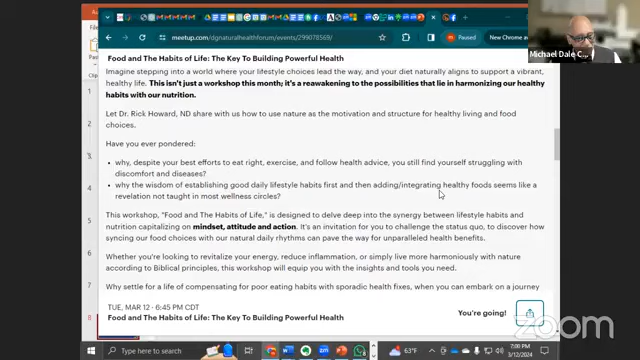 meetup.com/dgnaturalhealthforum/events/299078569/
Paused
New Chrome av
Michael Dale C...
Food and The Habits of Life: The Key To Building Powerful Health
Imagine stepping into a world where your lifestyle choices lead the way, and your diet naturally aligns to support a vibrant,
healthy life. This isn't just a workshop this month; it's a reawakening to the possibilities that lie in harmonizing our healthy
habits with our nutrition.
Let Dr. Rick Howard, ND share with us how to use nature as the motivation and structure for healthy living and food
choices.
Have you ever pondered:
• why, despite your best efforts to eat right, exercise, and follow health advice, you still find yourself struggling with
discomfort and diseases?
• why the wisdom of establishing good daily lifestyle habits first and then adding/integrating healthy foods seems like a
revelation not taught in most wellness circles?
This workshop, "Food and The Habits of Life," is designed to delve deep into the synergy between lifestyle habits and
nutrition capitalizing on mindset, attitude and action. It's an invitation for you to challenge the status quo, to discover how
syncing our food choices with our natural daily rhythms can pave the way for unparalleled health benefits.
Whether you're looking to revitalize your energy, reduce inflammation, or simply live more harmoniously with nature
according to Biblical principles, this workshop will equip you with the insights and tools you need.
Why settle for a life of compensating for poor eating habits with sporadic health fixes, when you can embark on a journey
TUE, MAR 12 · 6:45 PM CDT
Food and The Habits of Life: The Key To Building Powerful Health
You're going!
1
2
3
4
5
6
7
8
63°F
7:00 PM
3/12/2024
zoom